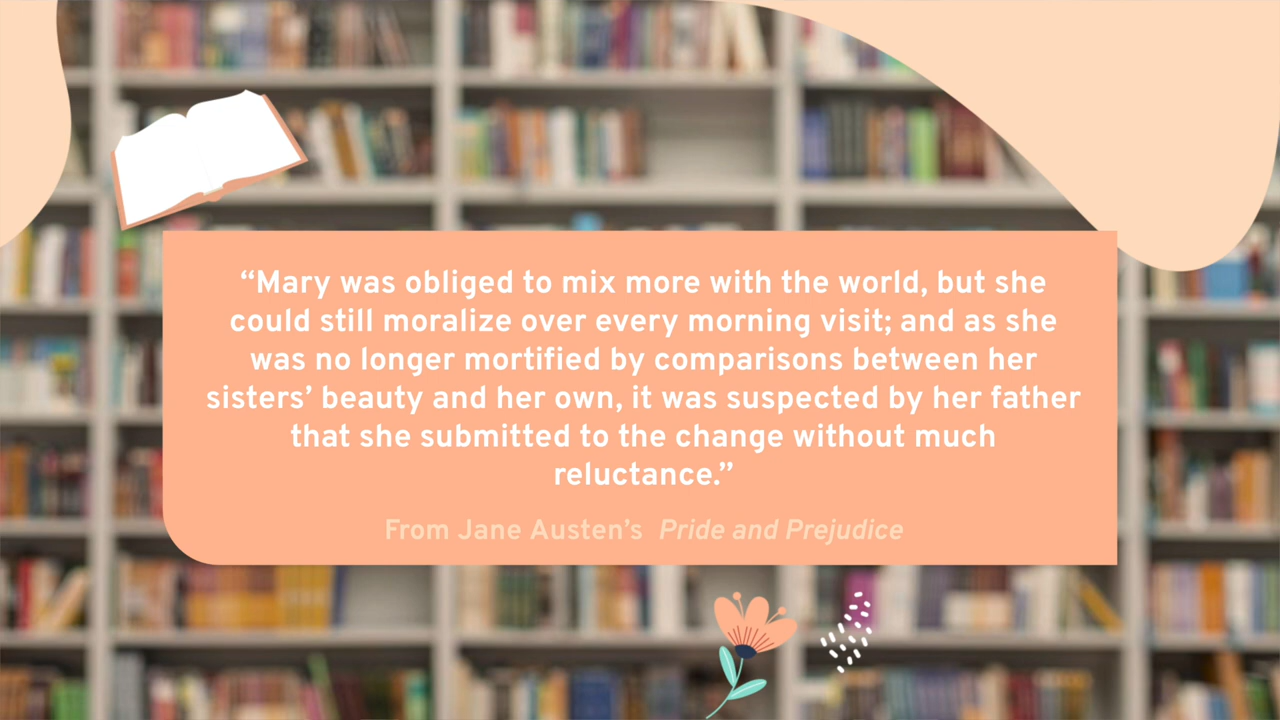 “Mary was obliged to mix more with the world, but she
could still moralize over every morning visit; and as she
was no longer mortified by comparisons between her
sisters’ beauty and her own, it was suspected by her father
that she submitted to the change without much
reluctance.”
From Jane Austen’s Pride and Prejudice